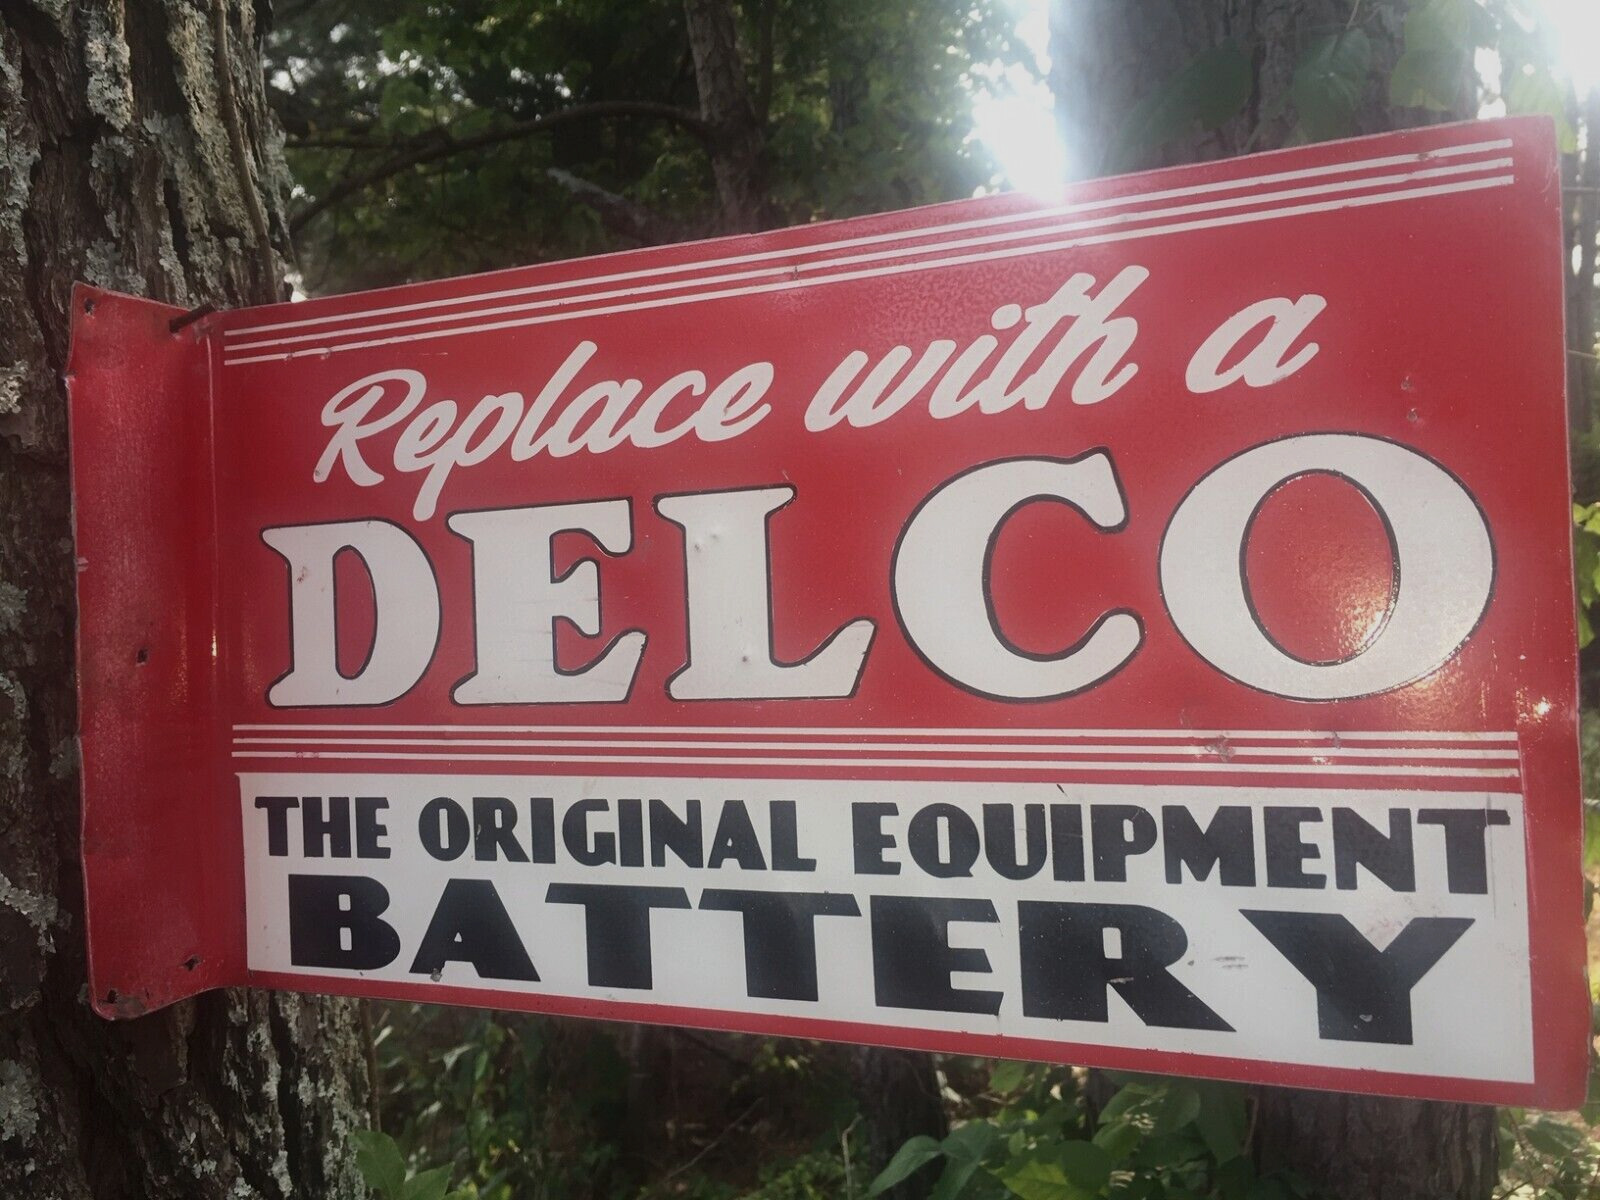 Replace with a
DELCO
THE ORIGINAL EQUIPMENT
BATTERY